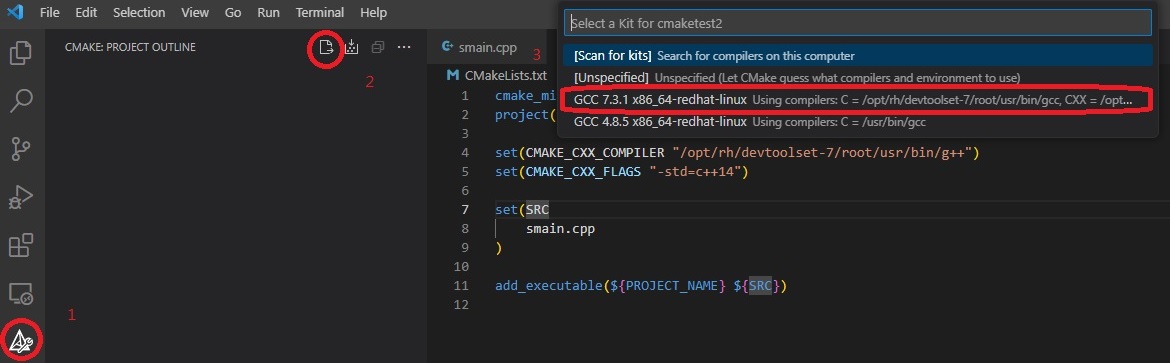 File Edit Selection View Go Run Terminal Help
Select a Kit for cmaketest2
CMAKE: PROJECT OUTLINE
smain.cpp
3
[Scan for kits] Search for compilers on this computer
2
CMakeLists.txt
[Unspecified] Unspecified (Let CMake guess what compilers and environment to use)
1 cmake_mi
GCC 7.3.1 x86_64-redhat-linux Using compilers: C = /opt/rh/devtoolset-7/root/usr/bin/gcc, CXX = /opt...
2 project(
GCC 4.8.5 x86_64-redhat-linux Using compilers: C = /usr/bin/gcc
3
4 set(CMAKE_CXX_COMPILER "/opt/rh/devtoolset-7/root/usr/bin/g++")
5 set(CMAKE_CXX_FLAGS "-std=c++14")
6
7 set(SRC
8 smain.cpp
9 )
10
11 add_executable(${PROJECT_NAME} ${SRC})
12
1